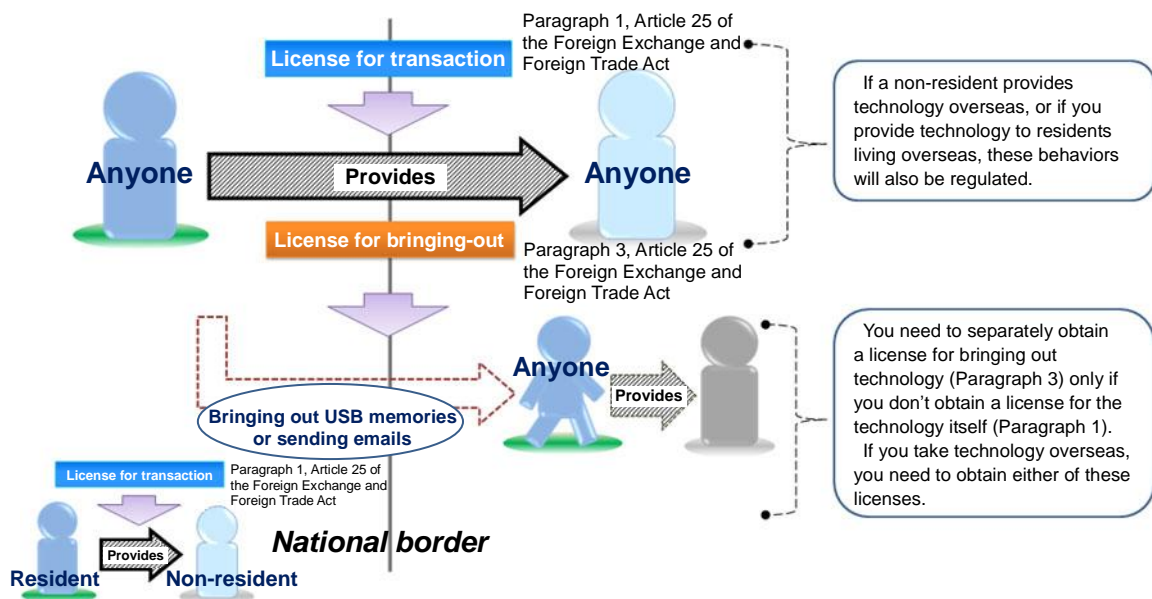 Paragraph 1, Article 25 of
the Foreign Exchange and
Foreign Trade Act
License for transaction
Anyone
Provides
Anyone
If a non-resident provides
technology overseas, or if you
provide technology to residents
living overseas, these behaviors
will also be regulated.
License for bringing-out
Paragraph 3, Article 25 of
the Foreign Exchange and
Foreign Trade Act
Anyone
Provides
Bringing out USB memories
or sending emails
You need to separately obtain
a license for bringing out
technology (Paragraph 3) only if
you don’t obtain a license for the
technology itself (Paragraph 1).
If you take technology overseas,
you need to obtain either of these
licenses.
License for transaction
Paragraph 1, Article 25 of
the Foreign Exchange and
Foreign Trade Act
Provides
Resident
Non-resident
National border